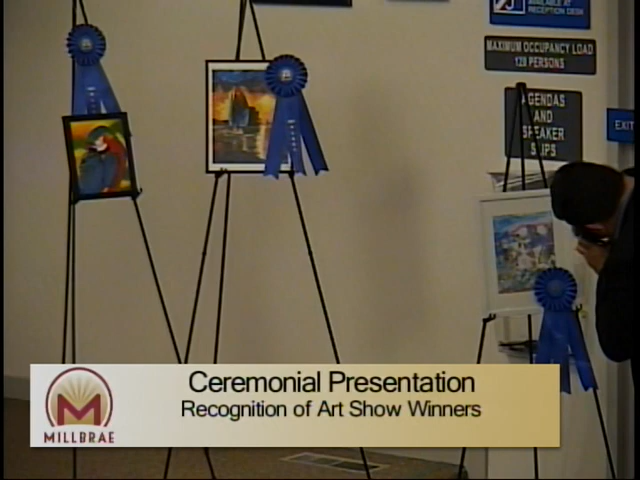 AVAILABLE AT
RECEPTION DESK
MAXIMUM OCCUPANCY LOAD
128 PERSONS
AGENDAS
AND
SPEAKER
SLIPS
EXIT
Ceremonial Presentation
Recognition of Art Show Winners
M
MILLBRAE